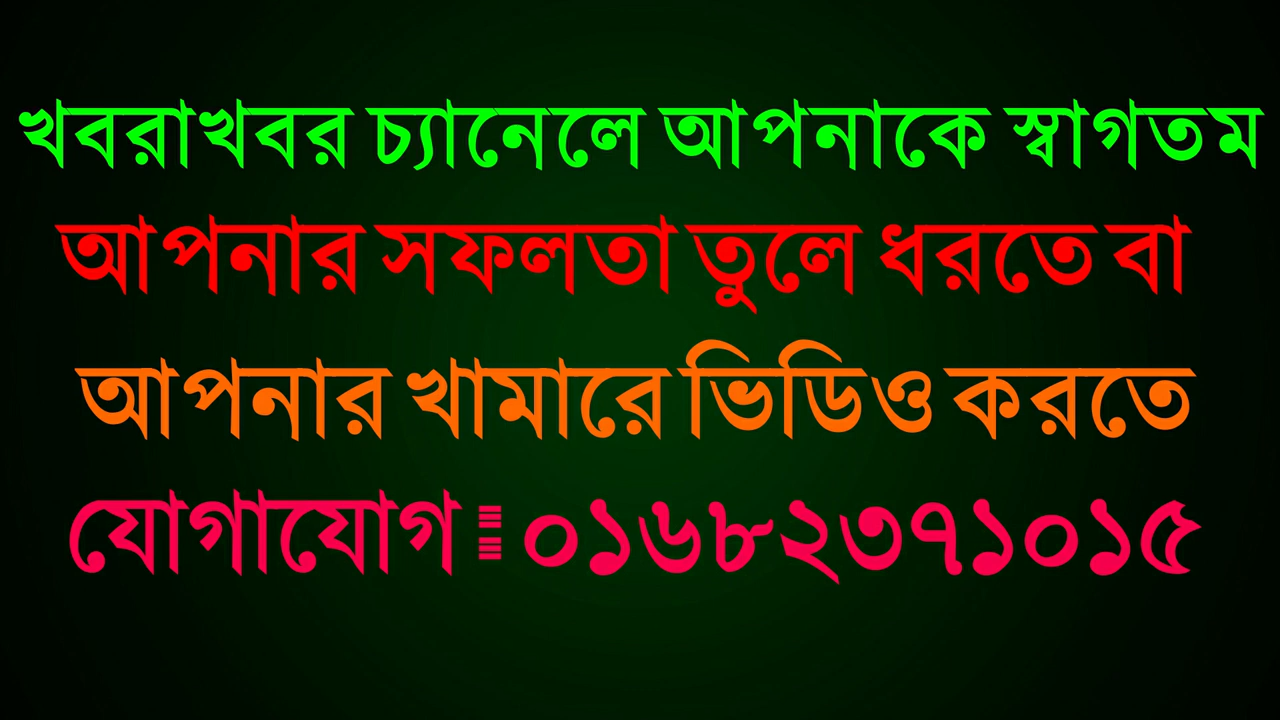 খবরাখবর চ্যানেলে আপনাকে স্বাগতম
আপনার সফলতা তুলে ধরতে বা
আপনার খামারে ভিডিও করতে
যোগাযোগ ঃ ০১৬৮২৩৭১০১৫